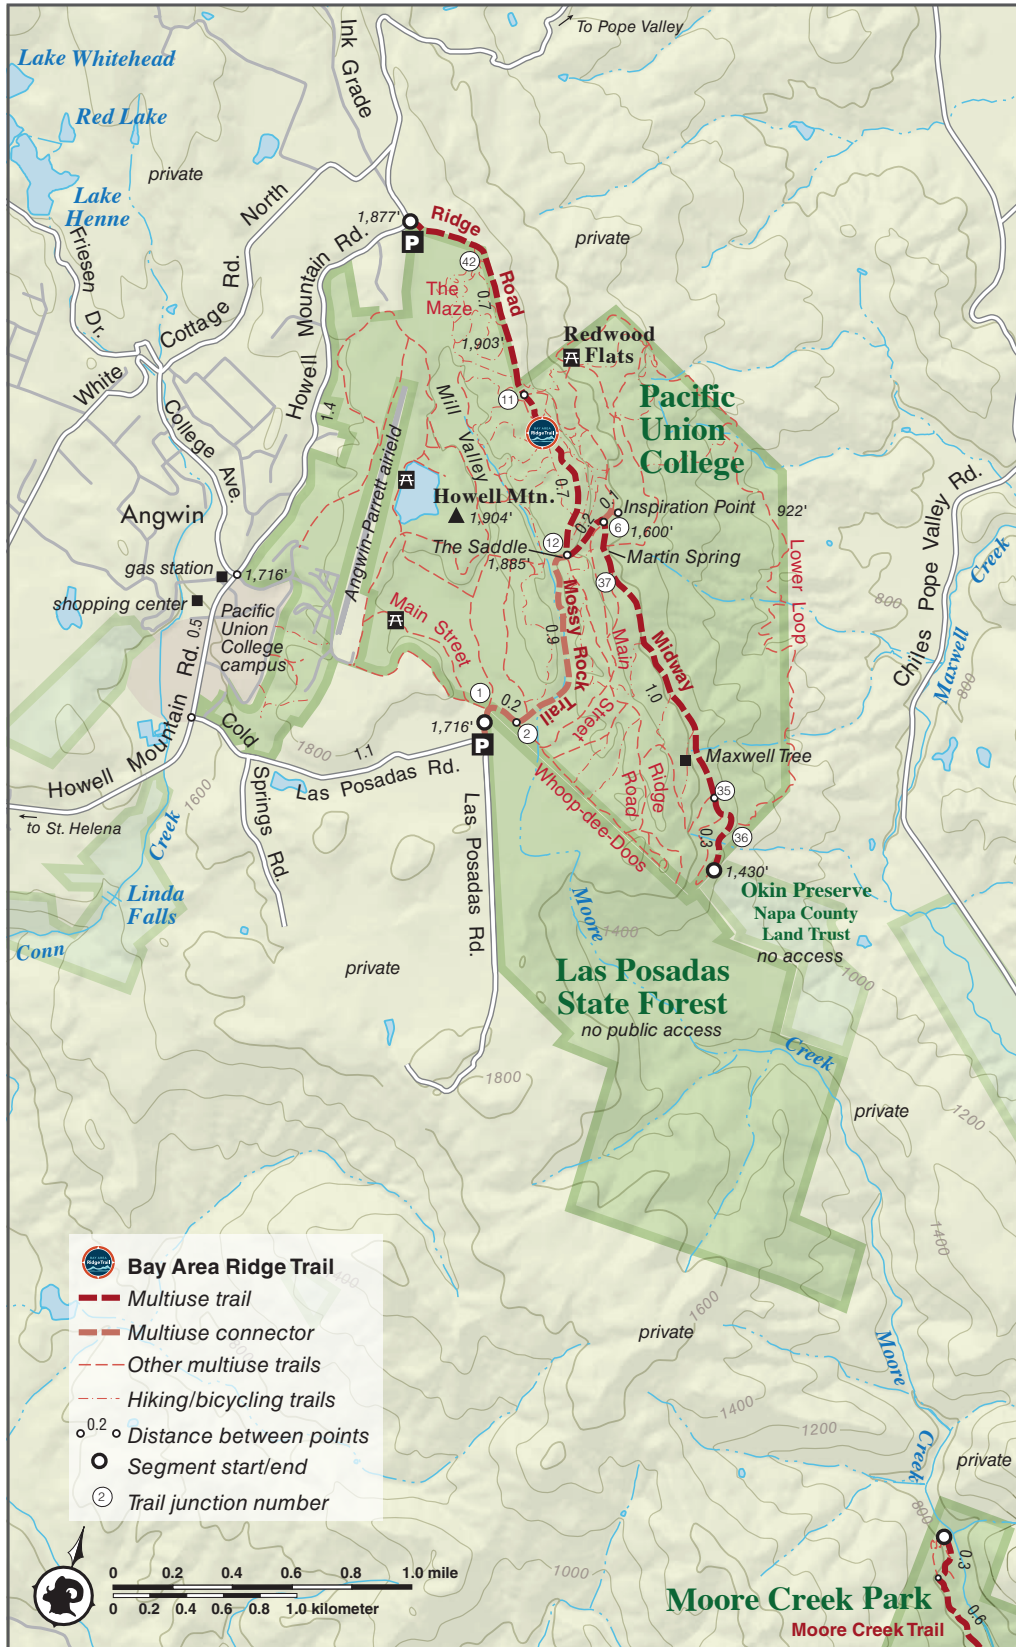 To Pope Valley
Ink Grade
Lake Whitehead
Red Lake
private
Lake
Henne
North
1,877'
P
Ridge
Road
private
Friesen
Dr.
Howell Mountain Rd.
42
The
Maze
0.7
Cottage Rd.
1,903'
Redwood
Flats
White
11
Pacific
Union
College
Mill
Valley
1.4
College Ave.
BAY AREA
RidgeTrail
Angwin-Parrett airfield
0.7
Howell Mtn.
1,904'
0.1
Inspiration Point
922'
Angwin
0.2
6
1,600'
12
The Saddle
1,885'
Martin Spring
Chiles Pope Valley Rd.
Creek
gas station
1,716'
37
Lower Loop
shopping center
Pacific
Union
College
campus
800
Main Street
Mossy Rock
Trail
0.9
Main
Street
Midway
Maxwell
800
0.5
1
0.2
1.0
1,716'
2
P
Cold
Springs Rd.
1800
1.1
Las Posadas Rd.
Maxwell Tree
Howell Mountain Rd.
Whoop-dee-Doos
Ridge
Road
35
1600
to St. Helena
Creek
0.3
36
Las Posadas Rd.
1,430'
Linda
Falls
Okin Preserve
Napa County
Land Trust
no access
Moore
1400
Conn
private
Las Posadas
State Forest
no public access
1000
Creek
1800
private
1200
1400
Bay Area Ridge Trail
BAY AREA
RidgeTrail
Multiuse trail
Multiuse connector
Other multiuse trails
Hiking/bicycling trails
0.2
Distance between points
Segment start/end
2
Trail junction number
1600
private
Moore
1400
1200
Creek
private
800
0.3
1000
0 0.2 0.4 0.6 0.8 1.0 mile
0 0.2 0.4 0.6 0.8 1.0 kilometer
0.6
Moore Creek Park
Moore Creek Trail